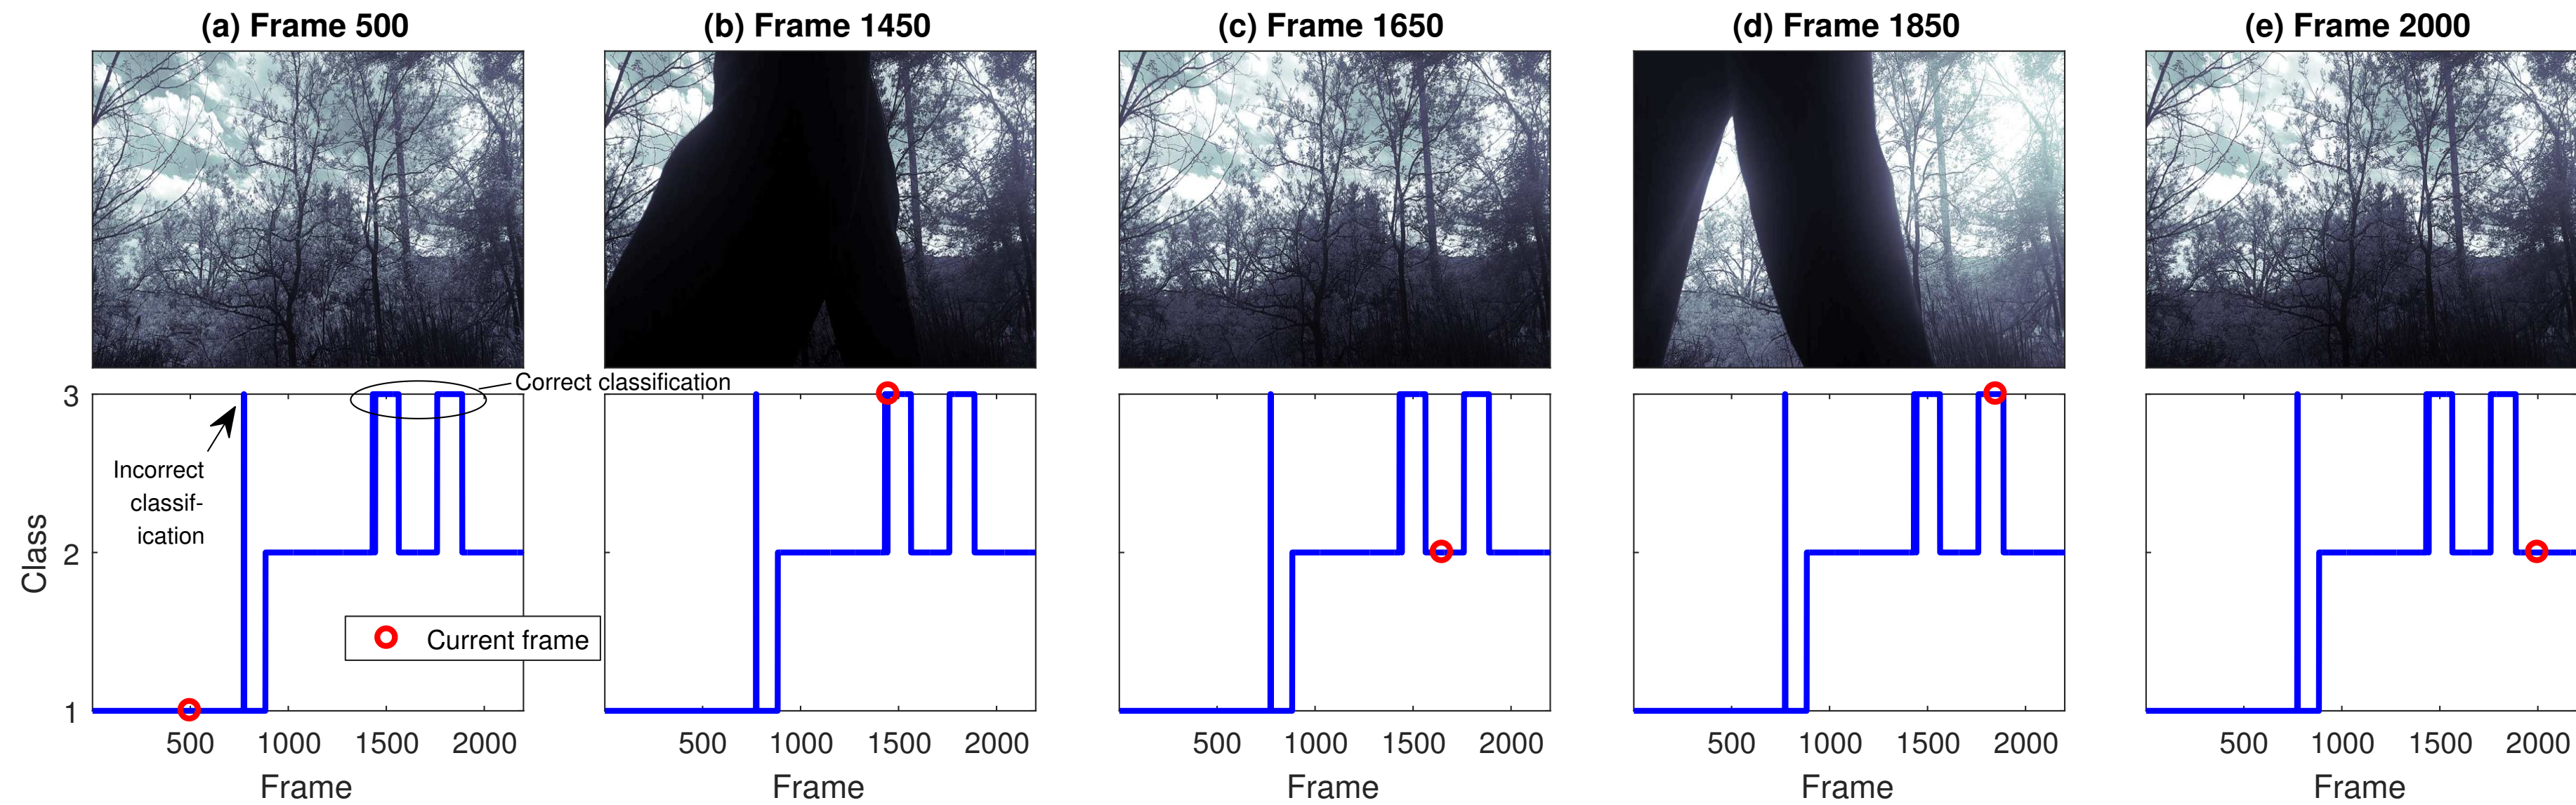 (a) Frame 500
(b) Frame 1450
(c) Frame 1650
(d) Frame 1850
(e) Frame 2000
Correct classification
Incorrect
classif-
ication
Current frame
Class
3
2
1
500 1000 1500 2000
500 1000 1500 2000
500 1000 1500 2000
500 1000 1500 2000
500 1000 1500 2000
Frame
Frame
Frame
Frame
Frame